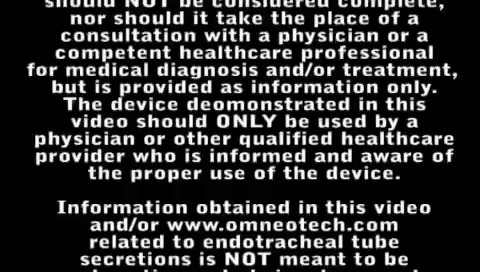 should NOT be considered complete,
nor should it take the place of a
consultation with a physician or a
competent healthcare professional
for medical diagnosis and/or treatment,
but is provided as information only.
The device deomonstrated in this
video should ONLY be used by a
physician or other qualified healthcare
provider who is informed and aware of
the proper use of the device.
Information obtained in this video
and/or www.omneotech.com
related to endotracheal tube
secretions is NOT meant to be